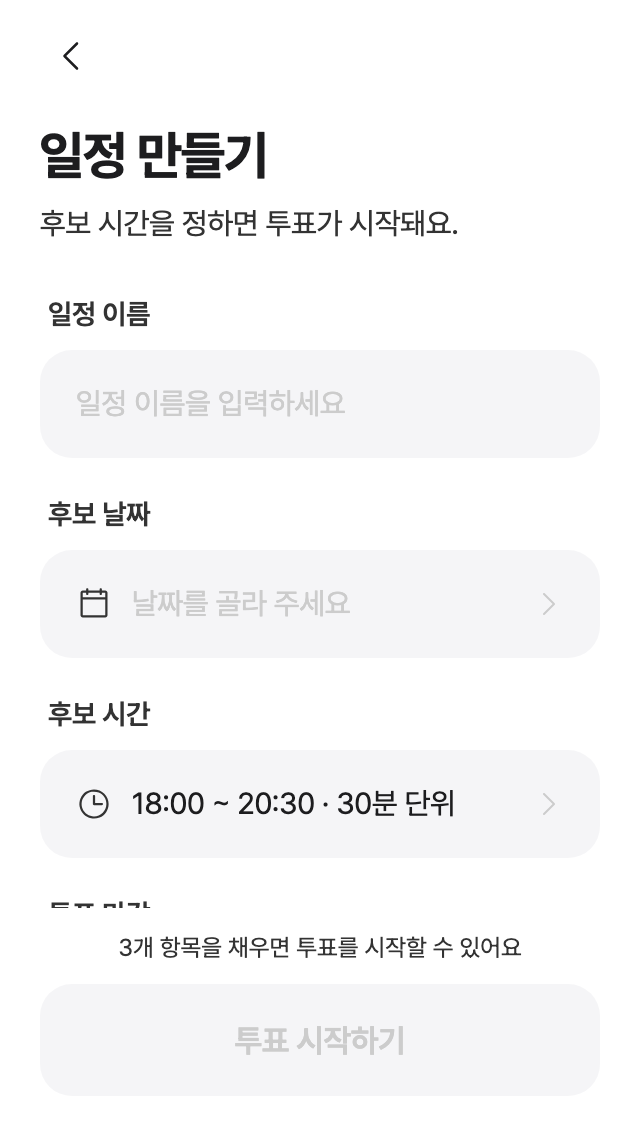 일정 만들기
후보 시간을 정하면 투표가 시작돼요.
일정 이름
일정 이름을 입력하세요
후보 날짜
날짜를 골라 주세요
후보 시간
18:00 ~ 20:30 · 30분 단위
3개 항목을 채우면 투표를 시작할 수 있어요
투표 시작하기